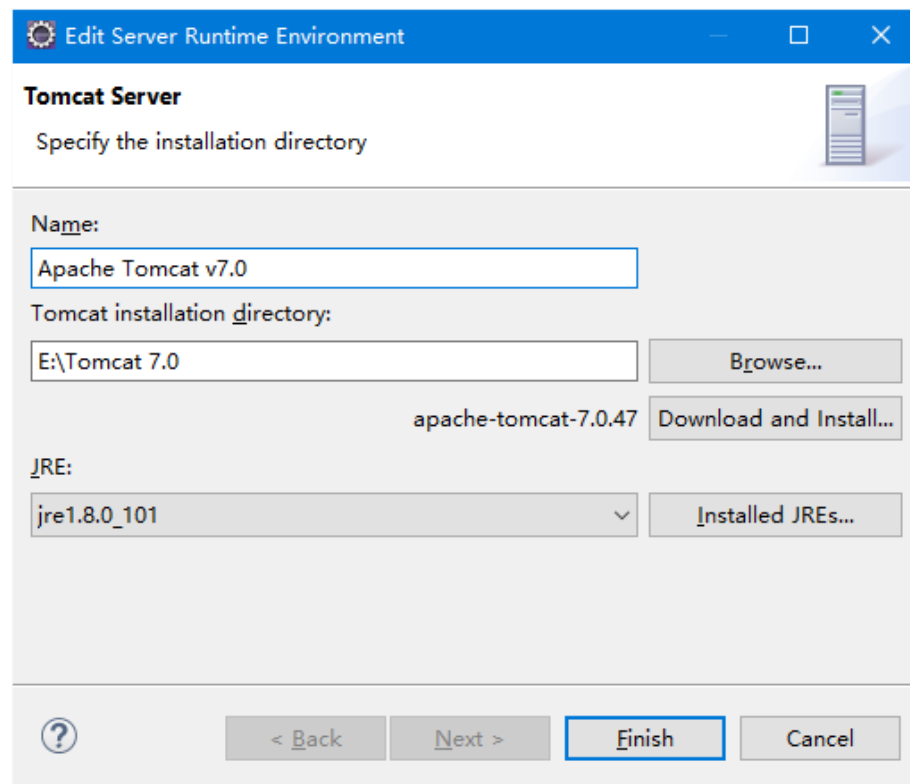 Edit Server Runtime Environment
Tomcat Server
Specify the installation directory
Name:
Apache Tomcat v7.0
Tomcat installation directory:
E:\Tomcat 7.0
Browse...
apache-tomcat-7.0.47 Download and Install...
JRE:
jre1.8.0_101
Installed JREs...
?
< Back
Next >
Finish
Cancel